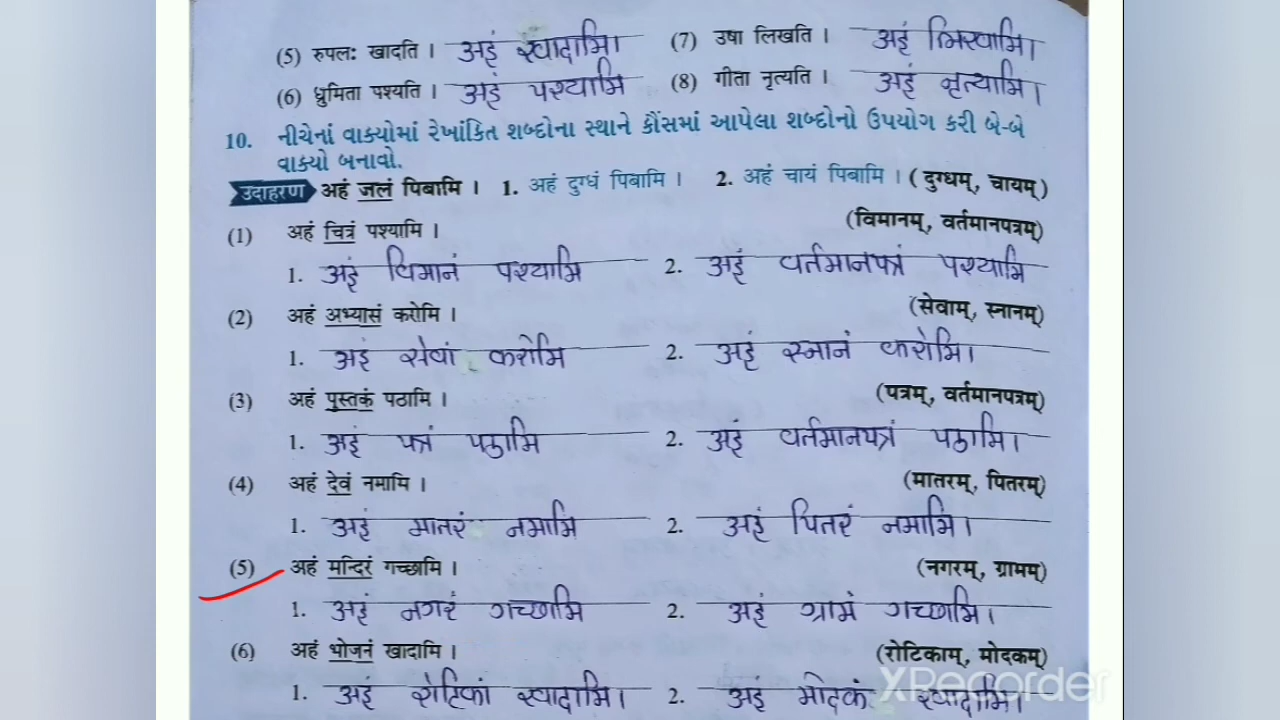 (5) रुपलः खादति । अहं खादामि। (7) उषा लिखति । अहं लिखामि।
(6) ध्रुमिता पश्यति । अहं पश्यामि (8) गीता नृत्यति । अहं नृत्यामि।
10. નીચેનાં વાક્યોમાં રેખાંકિત શબ્દોના સ્થાને કૌંસમાં આપેલા શબ્દોનો ઉપયોગ કરી બે-બે
વાક્યો બનાવો.
उदाहरण अहं जलं पिबामि । 1. अहं दुग्धं पिबामि । 2. अहं चायं पिबामि । (दुग्धम्, चायम्)
(1) अहं चित्रं पश्यामि । (विमानम्, वर्तमानपत्रम्)
1. अहं विमानं पश्यामि 2. अहं वर्तमानपत्रं पश्यामि
(2) अहं अभ्यासं करोमि । (सेवाम्, स्नानम्)
1. अहं सेवां करोमि 2. अहं स्नानं करोमि।
(3) अहं पुस्तकं पठामि । (पत्रम्, वर्तमानपत्रम्)
1. अहं पत्रं पठामि 2. अहं वर्तमानपत्रं पठामि।
(4) अहं देवं नमामि । (मातरम्, पितरम्)
1. अहं मातरं नमामि 2. अहं पितरं नमामि।
(5) अहं मन्दिरं गच्छामि । (नगरम्, ग्रामम्)
1. अहं नगरं गच्छामि 2. अहं ग्रामं गच्छामि।
(6) अहं भोजनं खादामि । (रोटिकाम्, मोदकम्)
1. अहं रोटिकां खादामि। 2. अहं मोदकं खादामि।
XRecorder